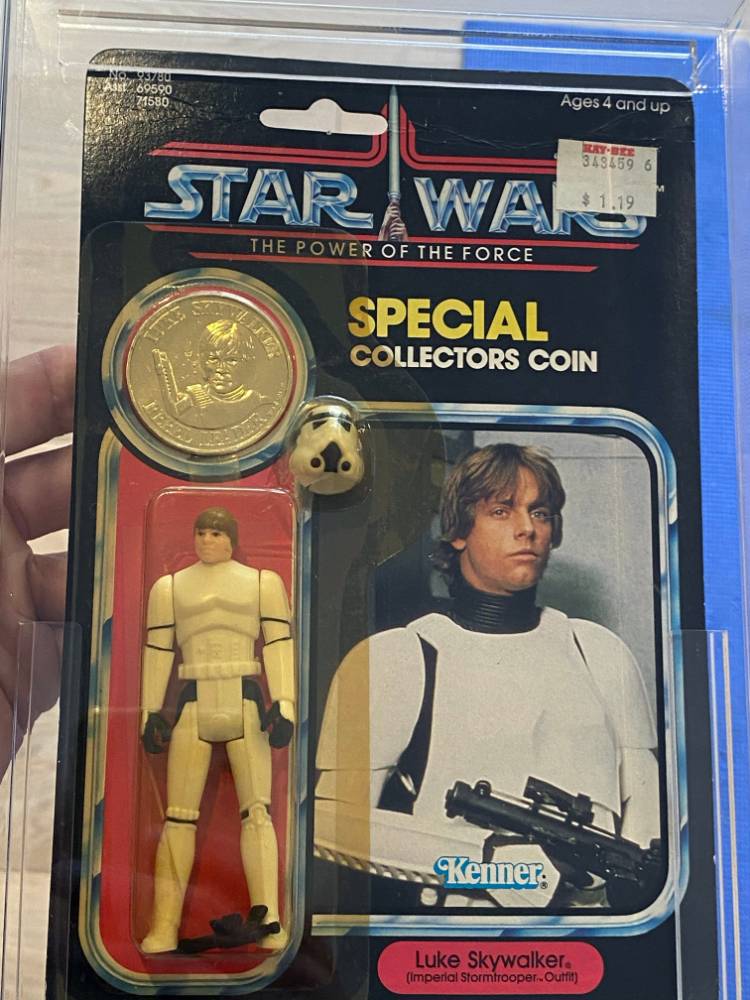 No. 93780
Asst. 69590
71580
Ages 4 and up
KAY-BEE
343459 6
$ 1.19
STAR WARS
THE POWER OF THE FORCE
SPECIAL
COLLECTORS COIN
LUKE SKYWALKER
REBEL LEADER
Kenner®
Luke Skywalker®
(Imperial Stormtrooper™ Outfit)